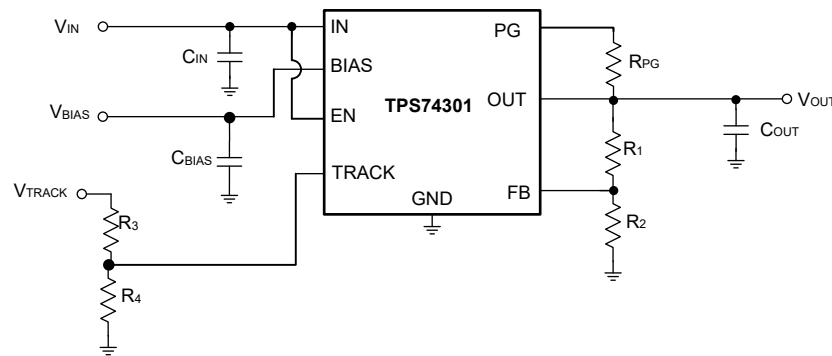 VIN
CIN
VBIAS
CBIAS
VTRACK
R3
R4
IN
BIAS
EN
TRACK
TPS74301
GND
PG
OUT
FB
RPG
R1
R2
COUT
VOUT